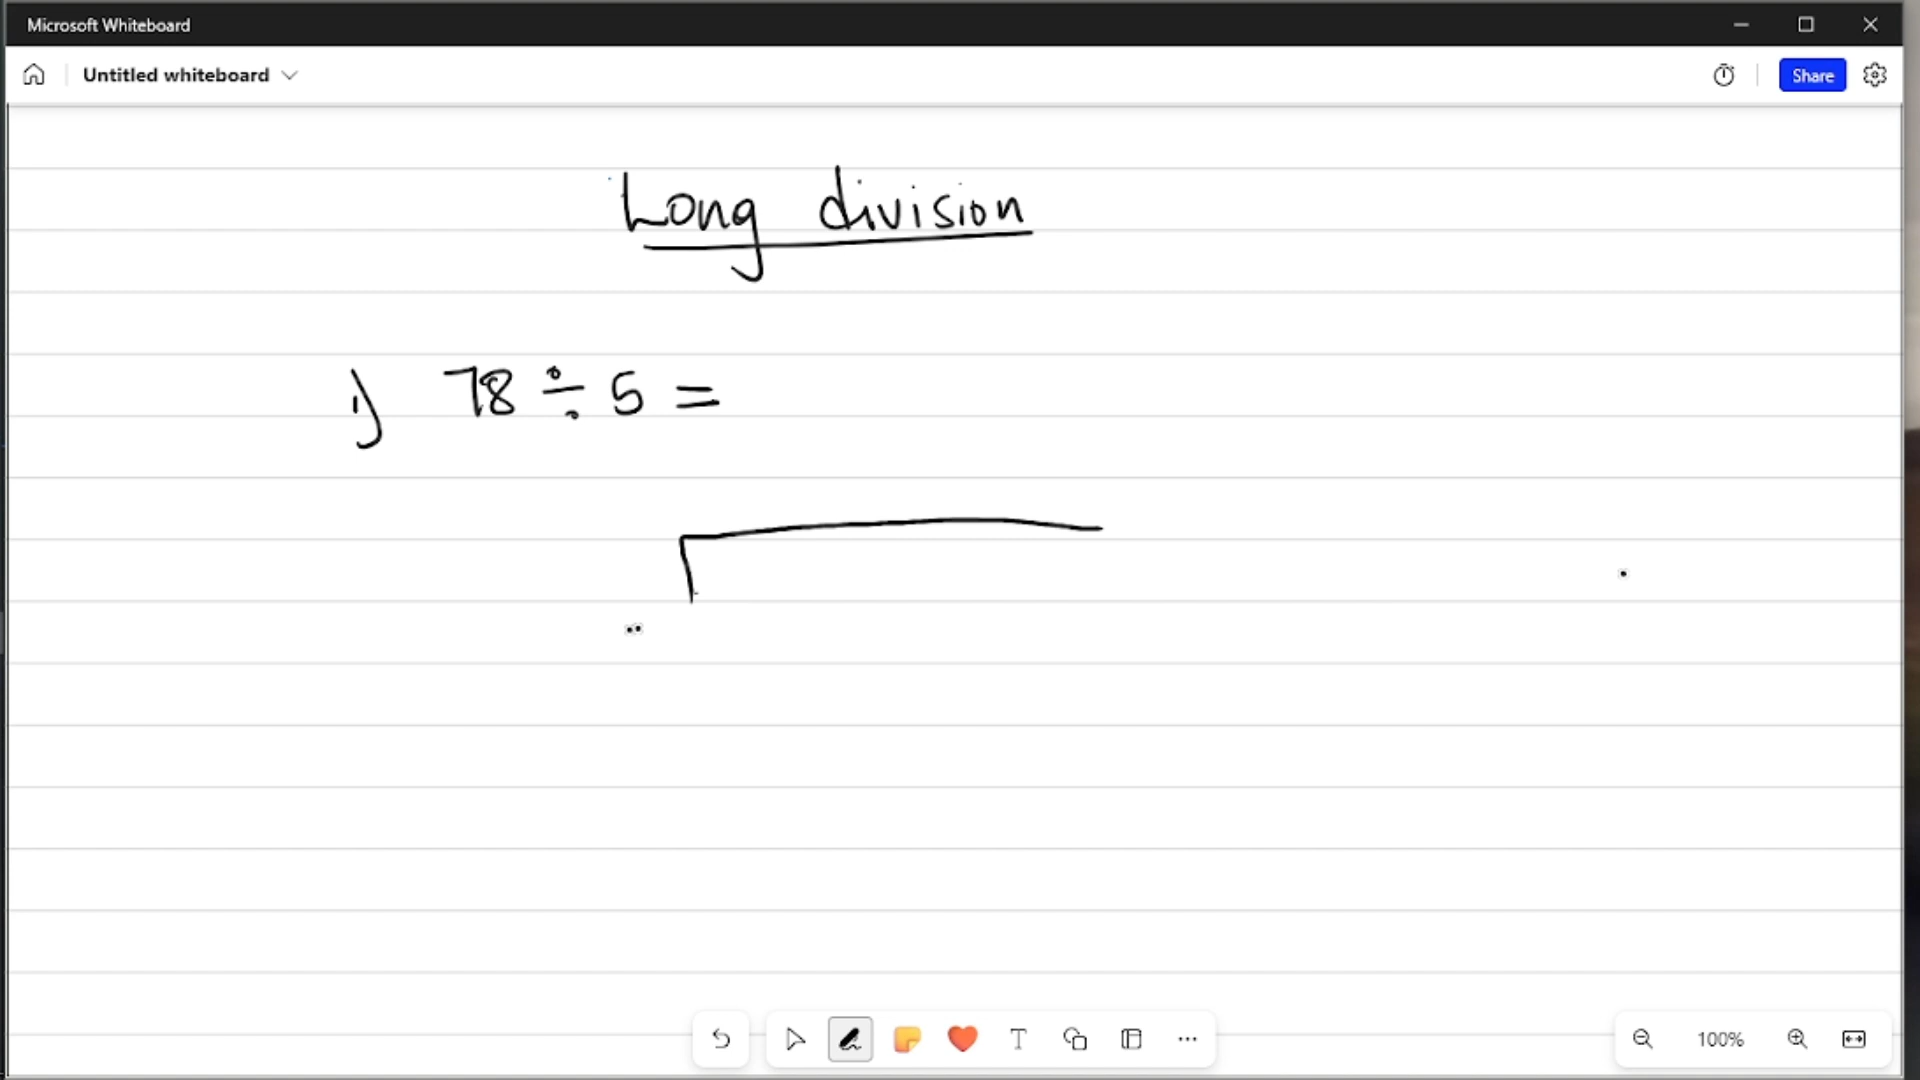 Microsoft Whiteboard
Untitled whiteboard
Share
Long division
1) 78 ÷ 5 =
100%